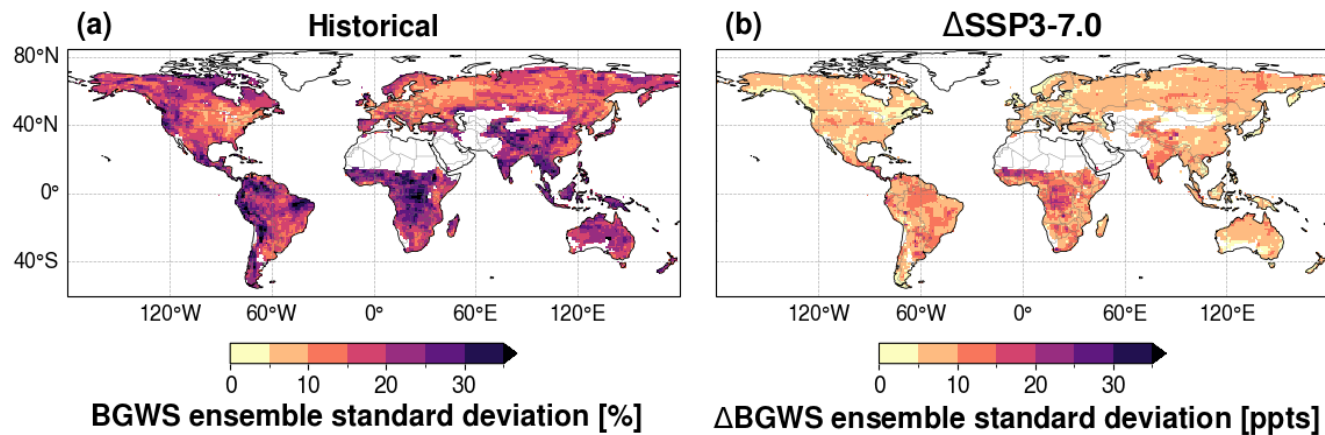 (a) Historical
(b) ΔSSP3-7.0
80°N
40°N
0°
40°S
120°W 60°W 0° 60°E 120°E
120°W 60°W 0° 60°E 120°E
0 10 20 30
0 10 20 30
BGWS ensemble standard deviation [%]
ΔBGWS ensemble standard deviation [ppts]